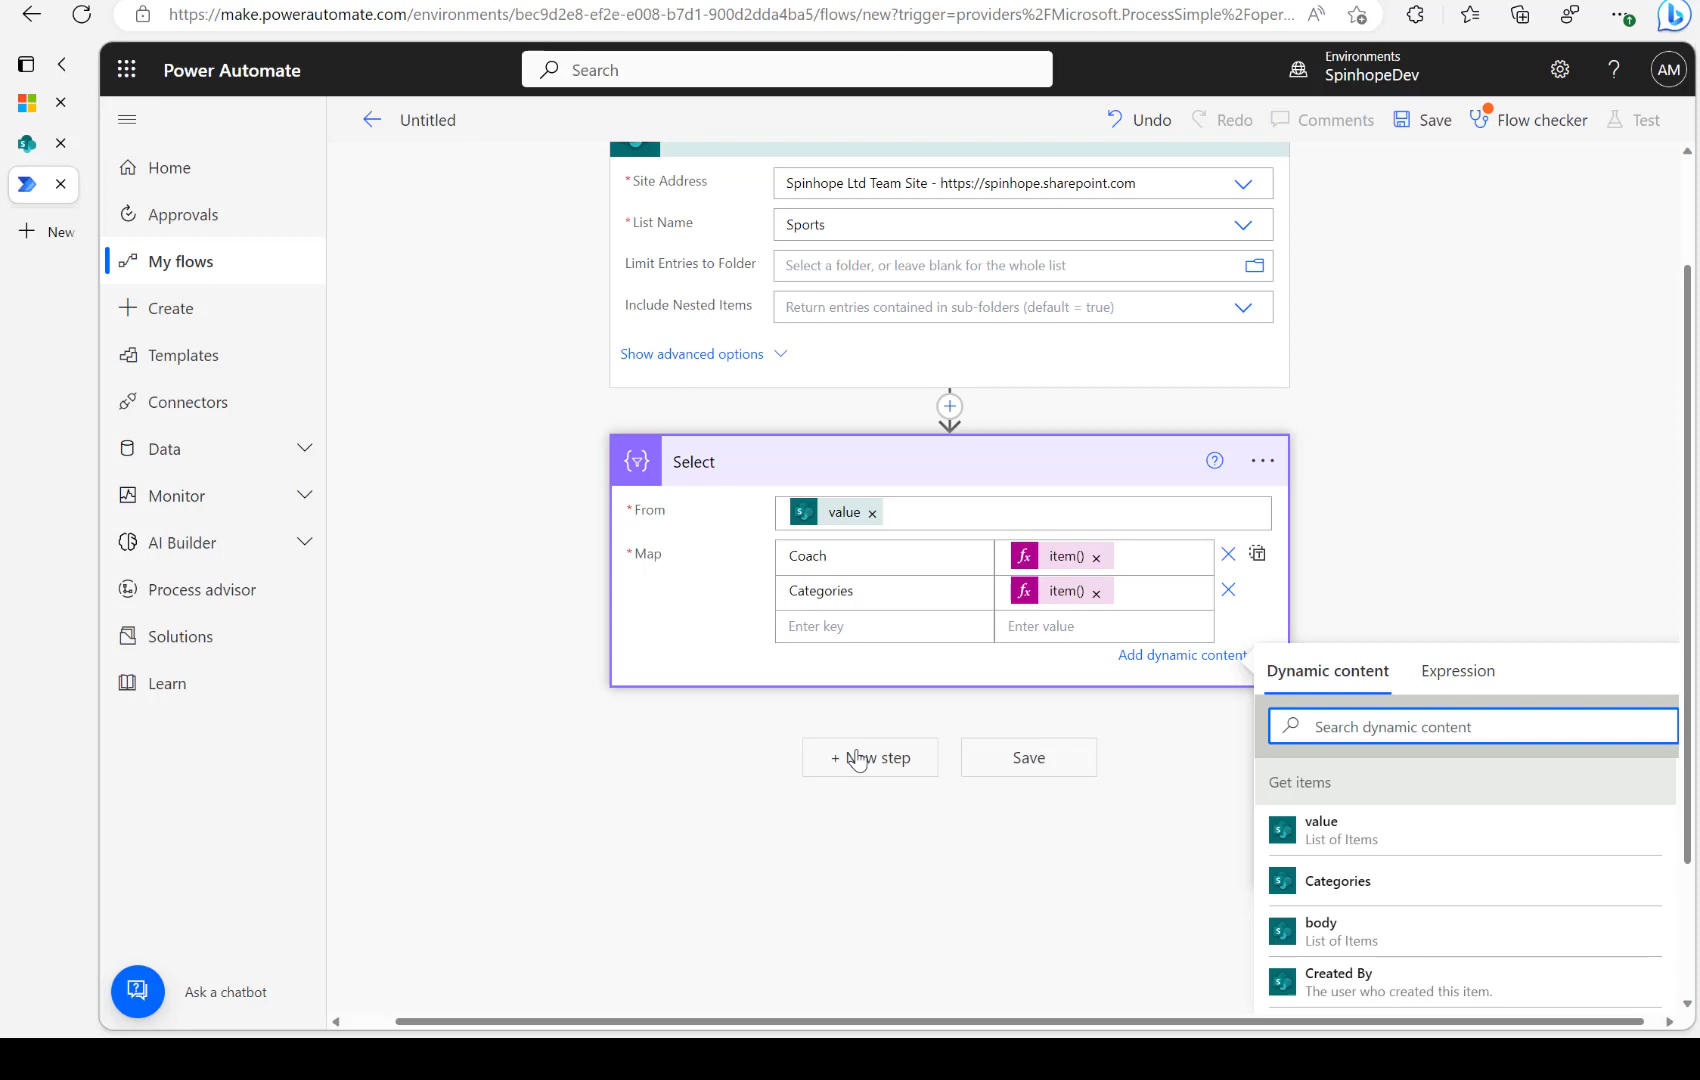 https://make.powerautomate.com/environments/bec9d2e8-ef2e-e008-b7d1-900d2dda4ba5/flows/new?trigger=providers%2FMicrosoft.ProcessSimple%2Foper...
New
Power Automate
Search
Environments
SpinhopeDev
?
AM
Untitled
Undo
Redo
Comments
Save
Flow checker
Test
Home
Approvals
My flows
Create
Templates
Connectors
Data
Monitor
AI Builder
Process advisor
Solutions
Learn
Ask a chatbot
* Site Address
Spinhope Ltd Team Site - https://spinhope.sharepoint.com
* List Name
Sports
Limit Entries to Folder
Select a folder, or leave blank for the whole list
Include Nested Items
Return entries contained in sub-folders (default = true)
Show advanced options
Select
* From
value
* Map
Coach
fx item()
Categories
fx item()
Enter key
Enter value
Add dynamic content
+ New step
Save
Dynamic content
Expression
Search dynamic content
Get items
value
List of Items
Categories
body
List of Items
Created By
The user who created this item.